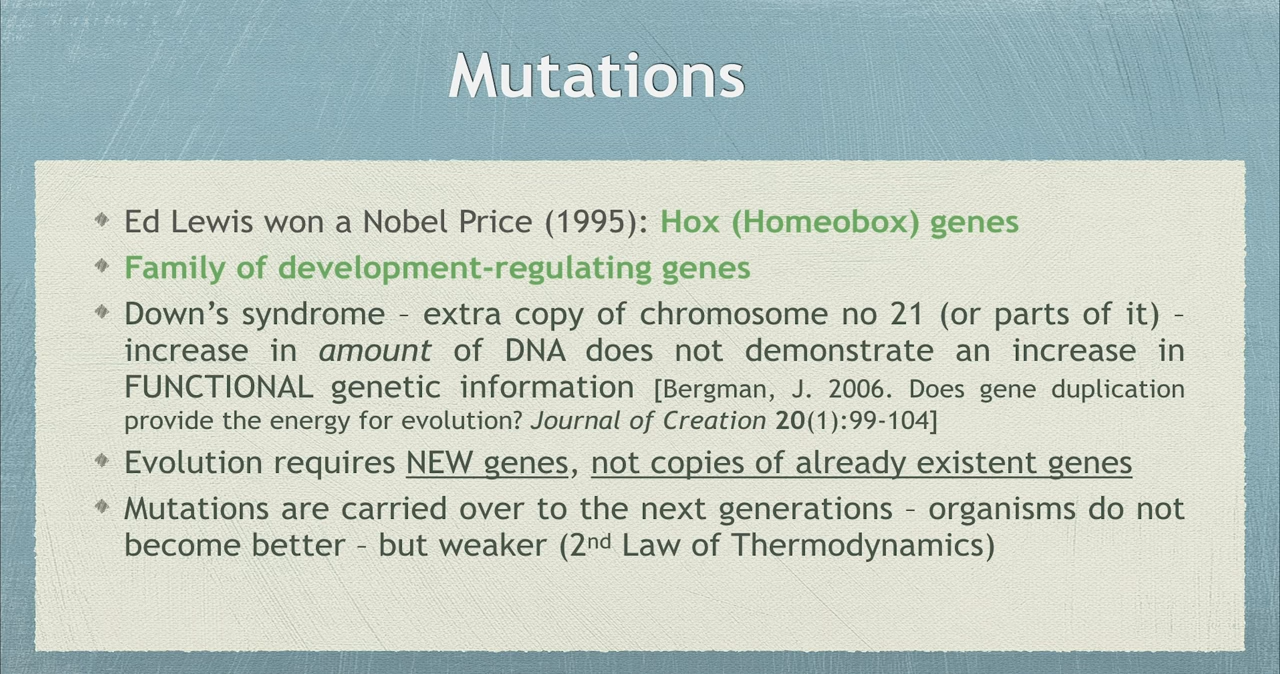 Mutations
Ed Lewis won a Nobel Price (1995): Hox (Homeobox) genes
Family of development-regulating genes
Down’s syndrome – extra copy of chromosome no 21 (or parts of it) –
increase in amount of DNA does not demonstrate an increase in
FUNCTIONAL genetic information [Bergman, J. 2006. Does gene duplication
provide the energy for evolution? Journal of Creation 20(1):99-104]
Evolution requires NEW genes, not copies of already existent genes
Mutations are carried over to the next generations – organisms do not
become better – but weaker (2nd Law of Thermodynamics)